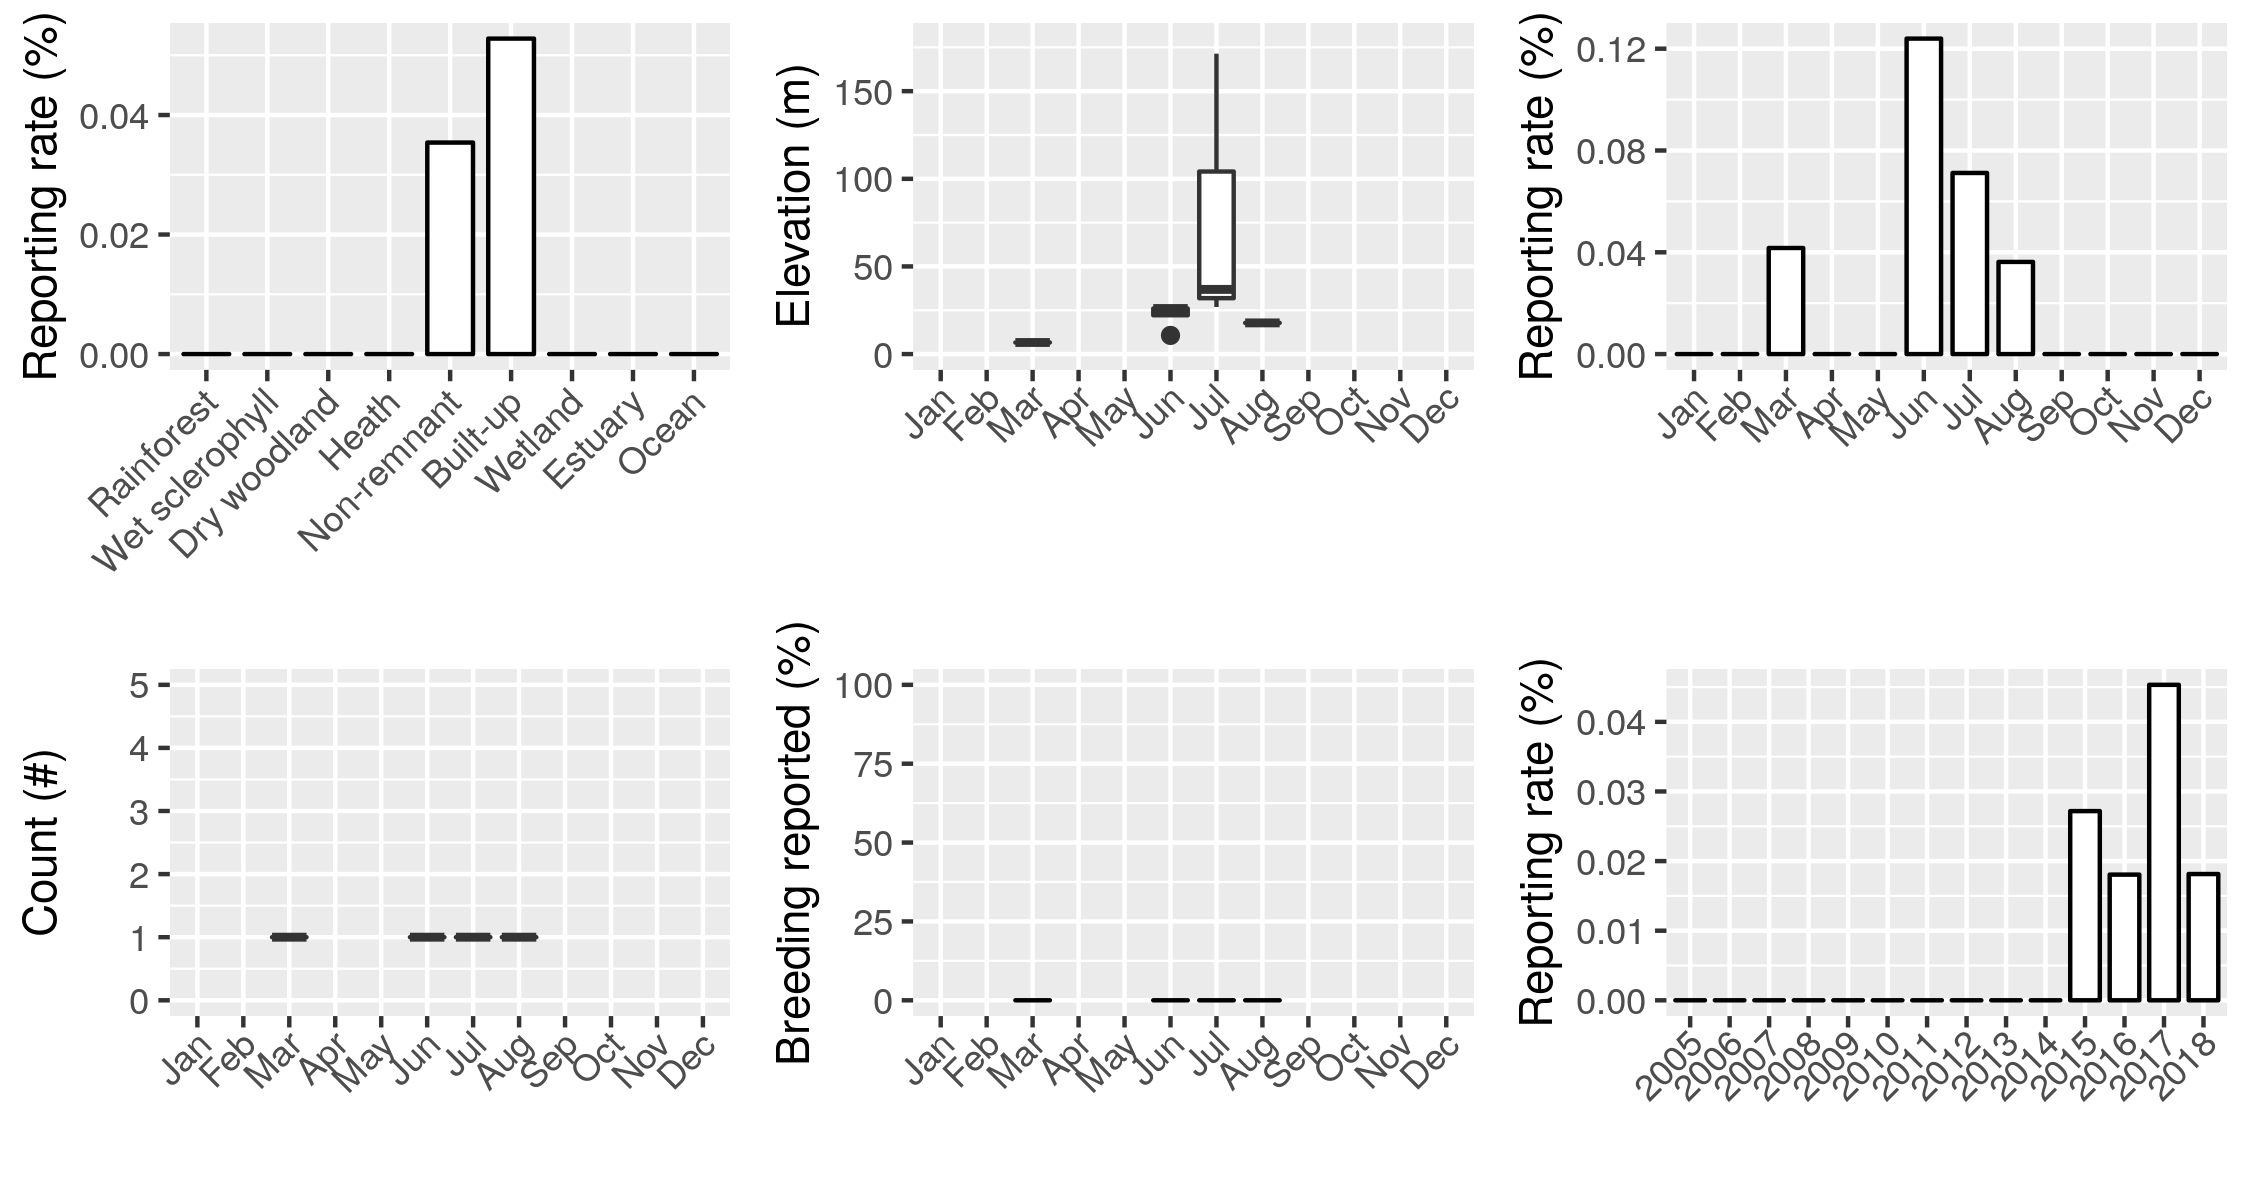 Reporting rate (%)
0.04
0.02
0.00
Rainforest
Wet sclerophyll
Dry woodland
Heath
Non-remnant
Built-up
Wetland
Estuary
Ocean
Elevation (m)
150
100
50
0
Jan
Feb
Mar
Apr
May
Jun
Jul
Aug
Sep
Oct
Nov
Dec
Reporting rate (%)
0.12
0.08
0.04
0.00
Jan
Feb
Mar
Apr
May
Jun
Jul
Aug
Sep
Oct
Nov
Dec
Count (#)
5
4
3
2
1
0
Jan
Feb
Mar
Apr
May
Jun
Jul
Aug
Sep
Oct
Nov
Dec
Breeding reported (%)
100
75
50
25
0
Jan
Feb
Mar
Apr
May
Jun
Jul
Aug
Sep
Oct
Nov
Dec
Reporting rate (%)
0.04
0.03
0.02
0.01
0.00
2005
2006
2007
2008
2009
2010
2011
2012
2013
2014
2015
2016
2017
2018